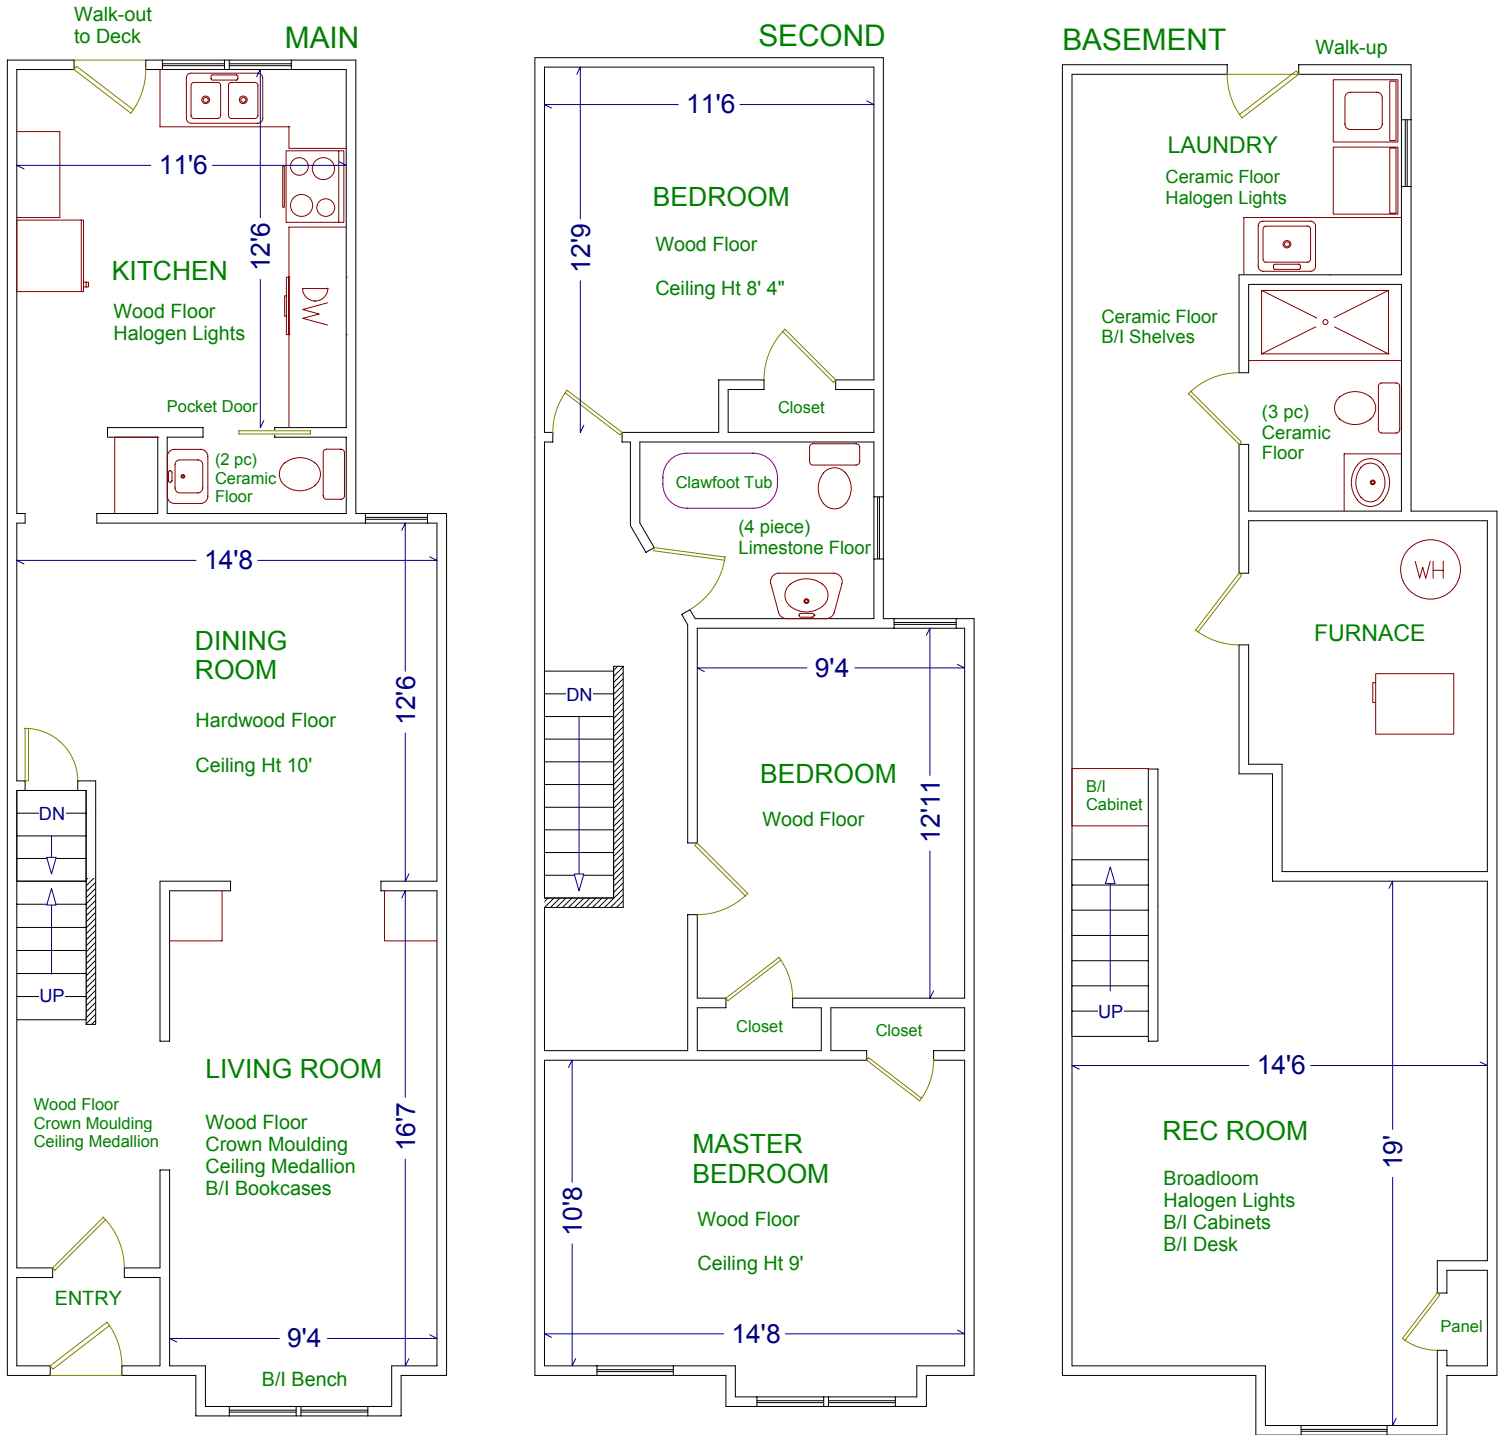 Walk-out
to Deck
MAIN
11'6
12'6
KITCHEN
Wood Floor
Halogen Lights
DW
Pocket Door
(2 pc)
Ceramic
Floor
14'8
DINING
ROOM
12'6
Hardwood Floor
Ceiling Ht 10'
DN
UP
LIVING ROOM
Wood Floor
Crown Moulding
Ceiling Medallion
Wood Floor
Crown Moulding
Ceiling Medallion
B/I Bookcases
16'7
ENTRY
9'4
B/I Bench
SECOND
11'6
BEDROOM
12'9
Wood Floor
Ceiling Ht 8' 4"
Closet
Clawfoot Tub
(4 piece)
Limestone Floor
9'4
DN
BEDROOM
12'11
Wood Floor
Closet
Closet
MASTER
BEDROOM
10'8
Wood Floor
Ceiling Ht 9'
14'8
BASEMENT
Walk-up
LAUNDRY
Ceramic Floor
Halogen Lights
Ceramic Floor
B/I Shelves
(3 pc)
Ceramic
Floor
WH
FURNACE
B/I
Cabinet
UP
14'6
REC ROOM
19'
Broadloom
Halogen Lights
B/I Cabinets
B/I Desk
Panel